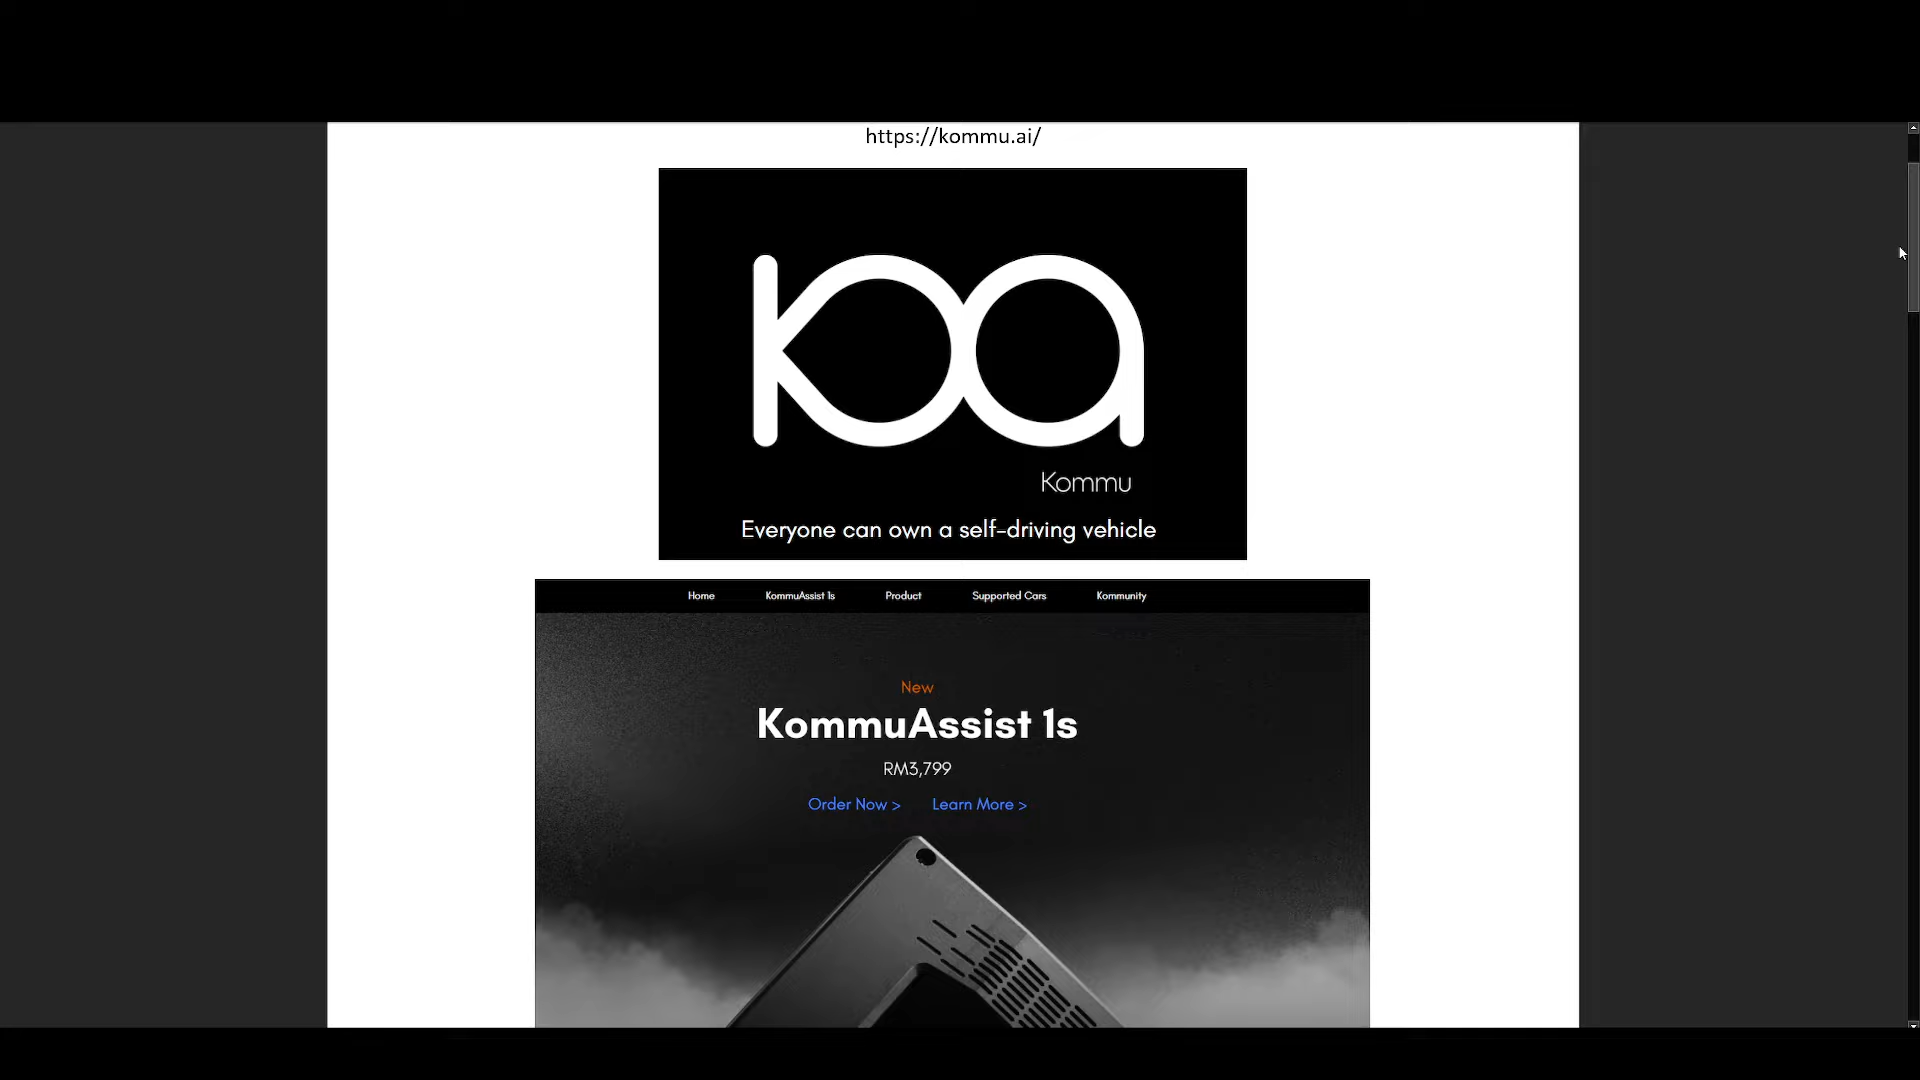 https://kommu.ai/
ka
Kommu
Everyone can own a self-driving vehicle
Home KommuAssist 1s Product Supported Cars Kommunity
New
KommuAssist 1s
RM3,799
Order Now > Learn More >